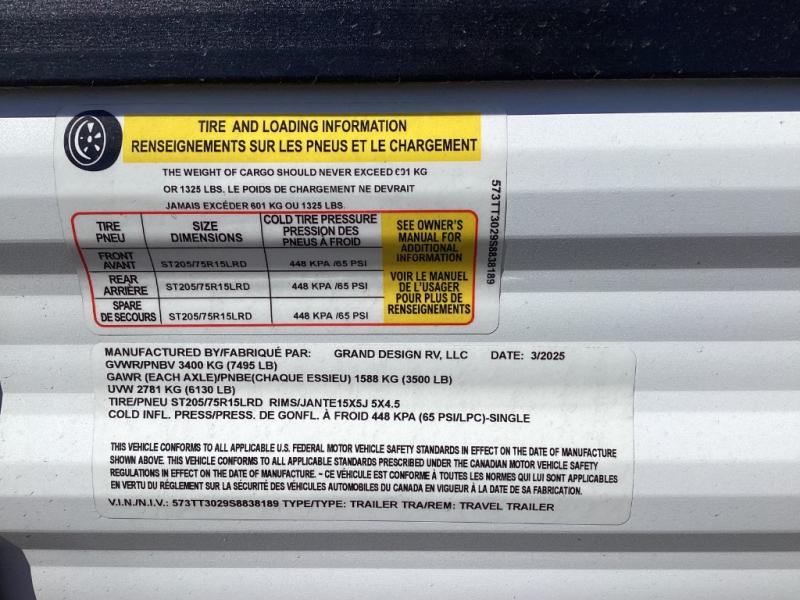 TIRE AND LOADING INFORMATION
RENSEIGNEMENTS SUR LES PNEUS ET LE CHARGEMENT
THE WEIGHT OF CARGO SHOULD NEVER EXCEED 601 KG
OR 1325 LBS. LE POIDS DE CHARGEMENT NE DEVRAIT
JAMAIS EXCÉDER 601 KG OU 1325 LBS.
TIRE
PNEU
SIZE
DIMENSIONS
COLD TIRE PRESSURE
PRESSION DES
PNEUS À FROID
FRONT
AVANT
ST205/75R15LRD
448 KPA /65 PSI
REAR
ARRIÈRE
ST205/75R15LRD
448 KPA /65 PSI
SPARE
DE SECOURS
ST205/75R15LRD
448 KPA /65 PSI
SEE OWNER'S
MANUAL FOR
ADDITIONAL
INFORMATION
VOIR LE MANUEL
DE L'USAGER
POUR PLUS DE
RENSEIGNEMENTS
573TT3029S8838189
MANUFACTURED BY/FABRIQUÉ PAR: GRAND DESIGN RV, LLC DATE: 3/2025
GVWR/PNBV 3400 KG (7495 LB)
GAWR (EACH AXLE)/PNBE(CHAQUE ESSIEU) 1588 KG (3500 LB)
UVW 2781 KG (6130 LB)
TIRE/PNEU ST205/75R15LRD RIMS/JANTE15X5J 5X4.5
COLD INFL. PRESS/PRESS. DE GONFL. À FROID 448 KPA (65 PSI/LPC)-SINGLE
THIS VEHICLE CONFORMS TO ALL APPLICABLE U.S. FEDERAL MOTOR VEHICLE SAFETY STANDARDS IN EFFECT ON THE DATE OF MANUFACTURE
SHOWN ABOVE. THIS VEHICLE CONFORMS TO ALL APPLICABLE STANDARDS PRESCRIBED UNDER THE CANADIAN MOTOR VEHICLE SAFETY
REGULATIONS IN EFFECT ON THE DATE OF MANUFACTURE. - CE VÉHICULE EST CONFORME À TOUTES LES NORMES QUI LUI SONT APPLICABLES
EN VERTU DU RÈGLEMENT SUR LA SÉCURITÉ DES VÉHICULES AUTOMOBILES DU CANADA EN VIGUEUR À LA DATE DE SA FABRICATION.
V.I.N./N.I.V.: 573TT3029S8838189 TYPE/TYPE: TRAILER TRA/REM: TRAVEL TRAILER